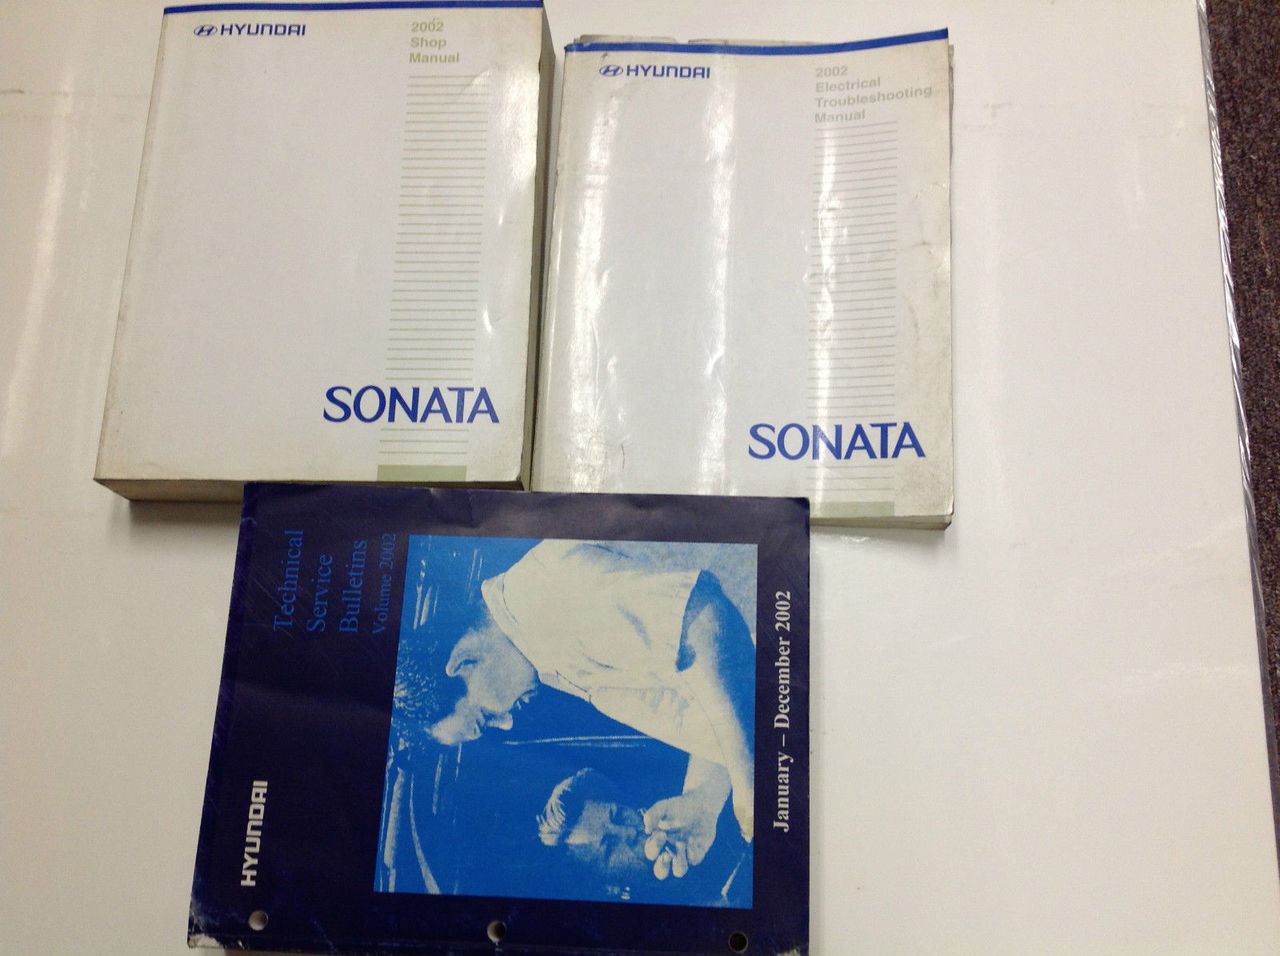 HYUNDAI
2002
Shop
Manual
SONATA
HYUNDAI
2002
Electrical
Troubleshooting
Manual
SONATA
Technical
Service
Bulletins
Volume 2002
HYUNDAI
January – December 2002